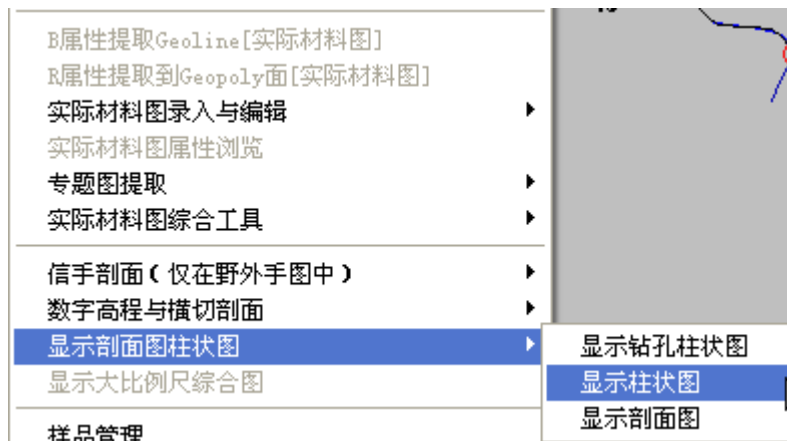 B属性提取Geoline[实际材料图]
R属性提取到Geopoly面[实际材料图]
实际材料图录入与编辑
实际材料图属性浏览
专题图提取
实际材料图综合工具
信手剖面(仅在野外手图中)
数字高程与横切剖面
显示剖面图柱状图
显示大比例尺综合图
样品管理
显示钻孔柱状图
显示柱状图
显示剖面图